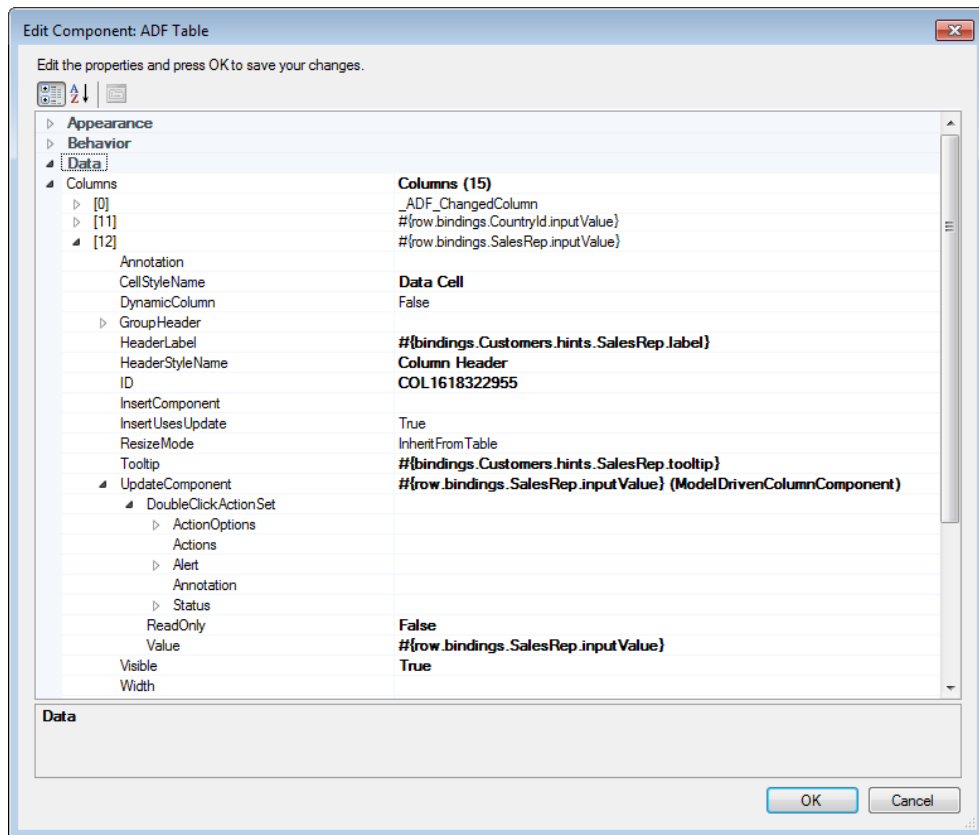 Edit Component: ADF Table
Edit the properties and press OK to save your changes.
Appearance
Behavior
Data
Columns Columns (15)
[0] _ADF_ChangedColumn
[11] #{row.bindings.CountryId.inputValue}
[12] #{row.bindings.SalesRep.inputValue}
Annotation
CellStyleName Data Cell
DynamicColumn False
GroupHeader
HeaderLabel #{bindings.Customers.hints.SalesRep.label}
HeaderStyleName Column Header
ID COL1618322955
InsertComponent
InsertUsesUpdate True
ResizeMode InheritFromTable
Tooltip #{bindings.Customers.hints.SalesRep.tooltip}
UpdateComponent #{row.bindings.SalesRep.inputValue} (ModelDrivenColumnComponent)
DoubleClickActionSet
ActionOptions
Actions
Alert
Annotation
Status
ReadOnly False
Value #{row.bindings.SalesRep.inputValue}
Visible True
Width
Data
OK Cancel